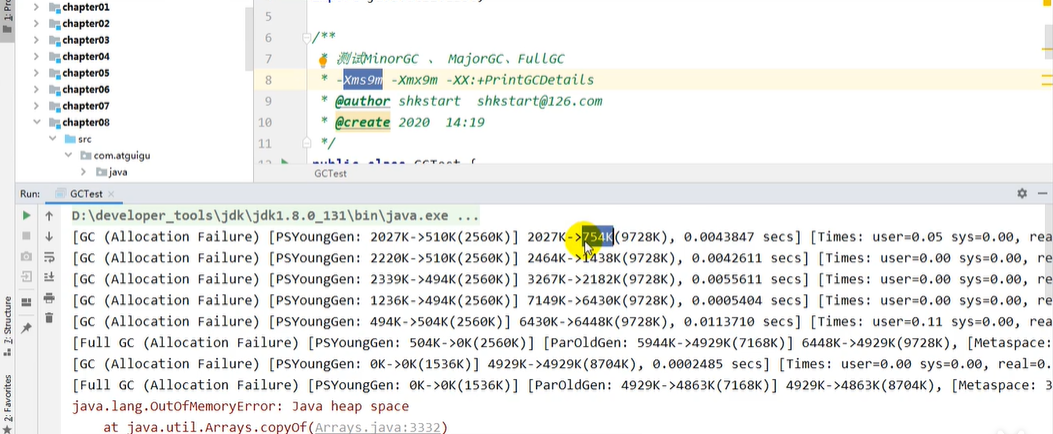 1: Pro
chapter01
chapter02
chapter03
chapter04
chapter05
chapter06
chapter07
chapter08
src
com.atguigu
java
5
6 /**
7 * 测试MinorGC 、 MajorGC、FullGC
8 * -Xms9m -Xmx9m -XX:+PrintGCDetails
9 * @author shkstart shkstart@126.com
10 * @create 2020 14:19
11 */
12 public class GCTest {
GCTest
Run: GCTest
D:\developer_tools\jdk\jdk1.8.0_131\bin\java.exe ...
[GC (Allocation Failure) [PSYoungGen: 2027K->510K(2560K)] 2027K->754K(9728K), 0.0043847 secs] [Times: user=0.05 sys=0.00, rea
[GC (Allocation Failure) [PSYoungGen: 2220K->510K(2560K)] 2464K->1438K(9728K), 0.0042611 secs] [Times: user=0.00 sys=0.00, re
[GC (Allocation Failure) [PSYoungGen: 2339K->494K(2560K)] 3267K->2182K(9728K), 0.0055611 secs] [Times: user=0.00 sys=0.00, re
[GC (Allocation Failure) [PSYoungGen: 1236K->494K(2560K)] 7149K->6430K(9728K), 0.0005404 secs] [Times: user=0.00 sys=0.00, re
[GC (Allocation Failure) [PSYoungGen: 494K->504K(2560K)] 6430K->6448K(9728K), 0.0113710 secs] [Times: user=0.11 sys=0.00, rea
[Full GC (Allocation Failure) [PSYoungGen: 504K->0K(2560K)] [ParOldGen: 5944K->4929K(7168K)] 6448K->4929K(9728K), [Metaspace:
[GC (Allocation Failure) [PSYoungGen: 0K->0K(1536K)] 4929K->4929K(8704K), 0.0002485 secs] [Times: user=0.00 sys=0.00, real=0.
[Full GC (Allocation Failure) [PSYoungGen: 0K->0K(1536K)] [ParOldGen: 4929K->4863K(7168K)] 4929K->4863K(8704K), [Metaspace: 3
java.lang.OutOfMemoryError: Java heap space
at java.util.Arrays.copyOf(Arrays.java:3332)
7: Structure
2: Favorites